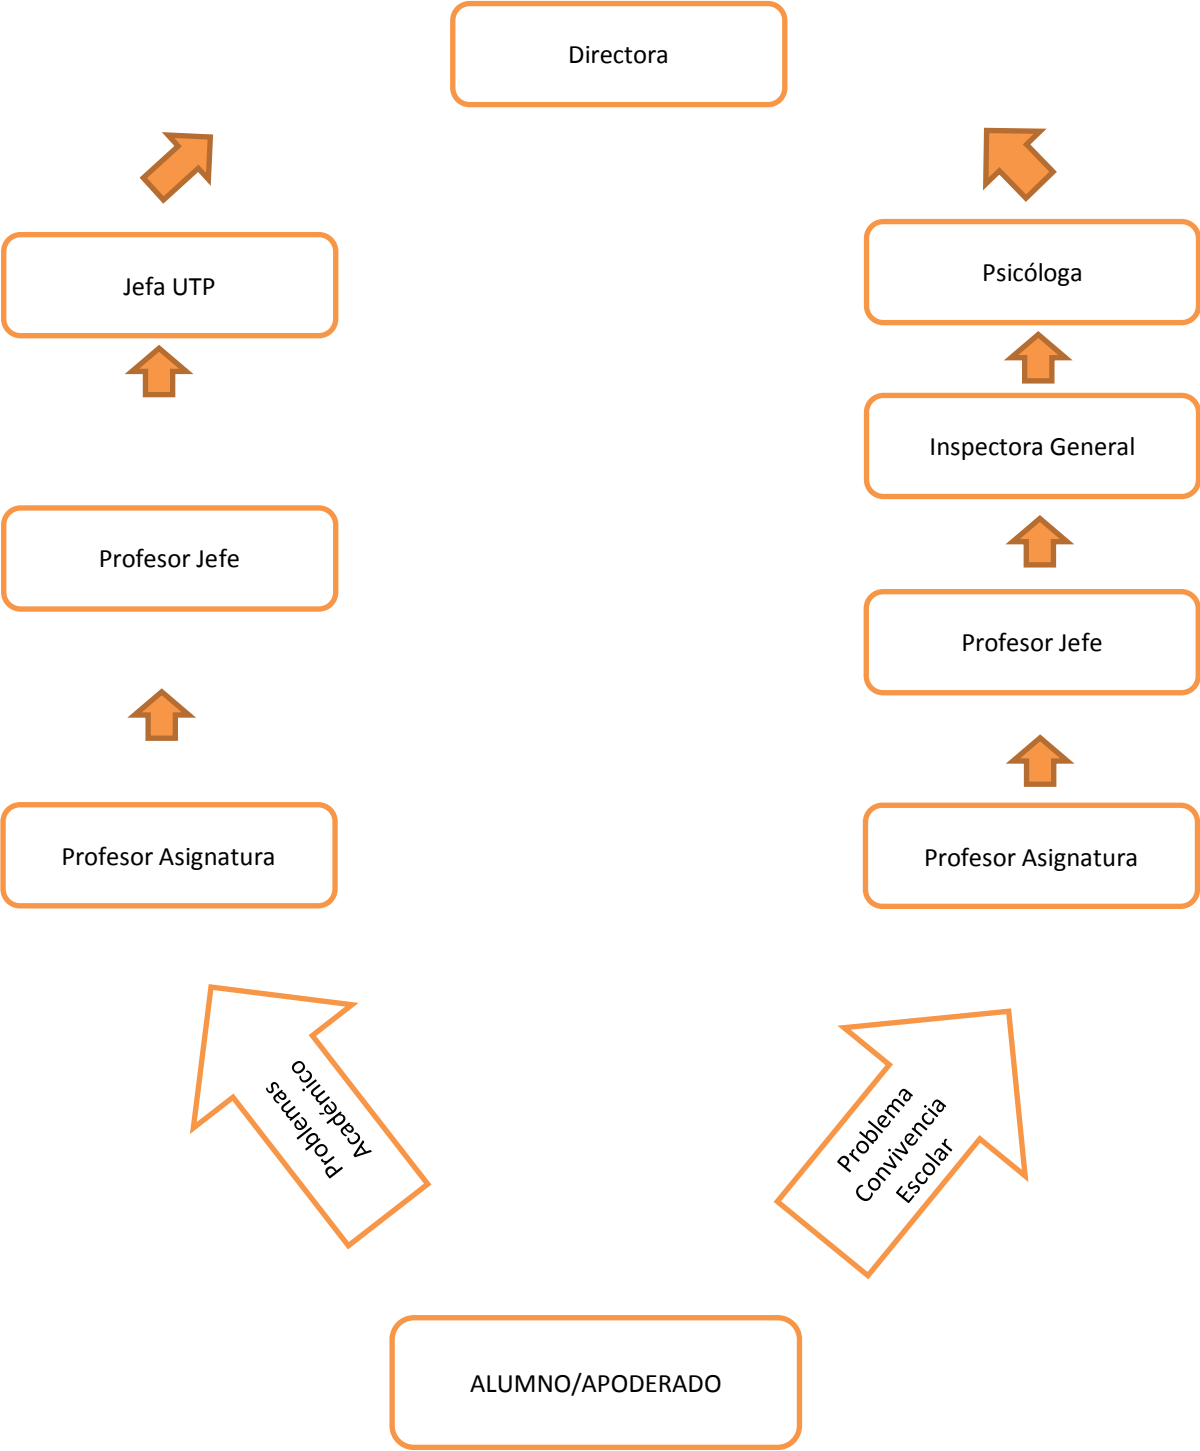 Directora
Jefa UTP
Psicóloga
Inspectora General
Profesor Jefe
Profesor Jefe
Profesor Asignatura
Profesor Asignatura
Problemas
Académico
Problema
Convivencia
Escolar
ALUMNO/APODERADO